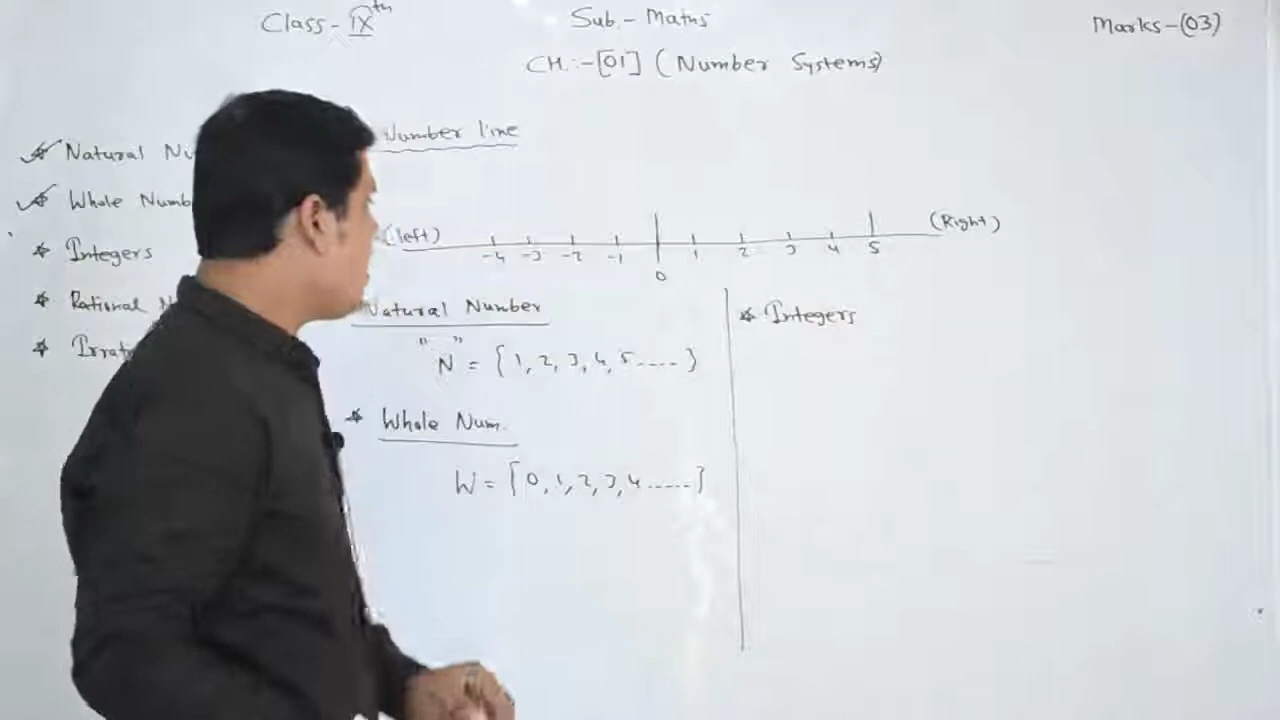 Class - IXth Sub. - Maths Marks - (03)
CH. :- [01] (Number Systems)
Natural Nu
Whole Numb
Integers
Rational N
Number line
(left) -4 -3 -2 -1 0 1 2 3 4 5 (Right)
Natural Number
" "
N = { 1, 2, 3, 4, 5 ..... }
Whole Num.
W = { 0, 1, 2, 3, 4 ..... }
Integers